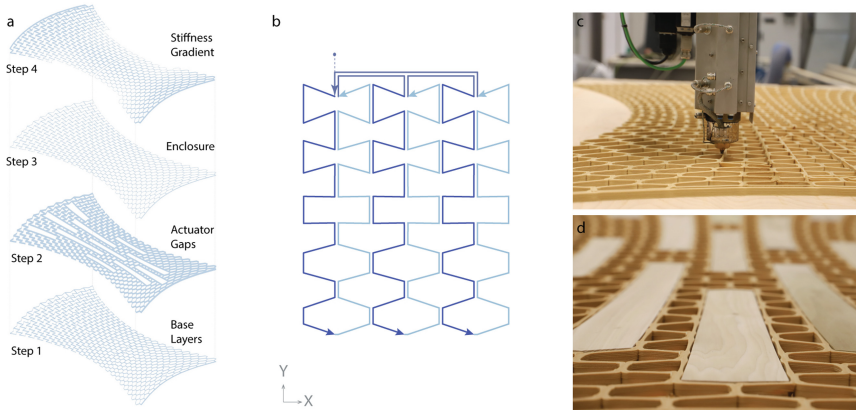 a
Stiffness
Gradient
Step 4
Enclosure
Step 3
Actuator
Gaps
Step 2
Base
Layers
Step 1
b
Y
X
c
d